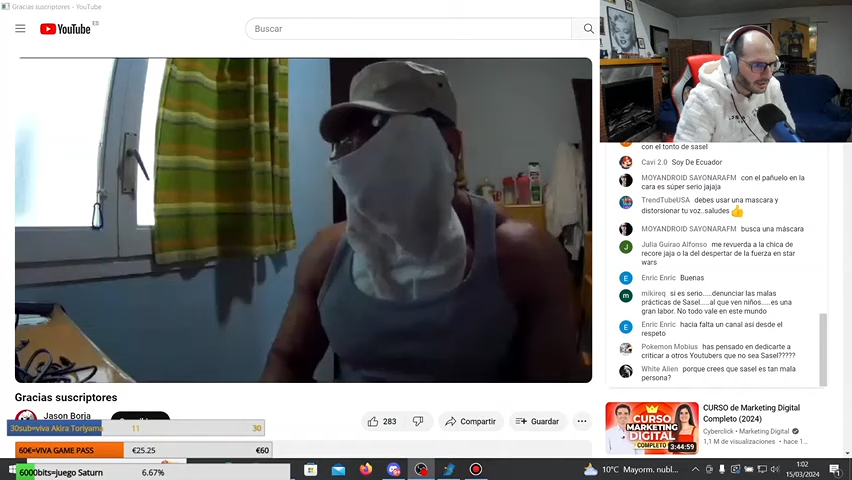 Gracias suscriptores - YouTube
YouTube ES
Buscar
con el tonto de sasel
Cavi 2.0 Soy De Ecuador
MOYANDROID SAYONARAFM con el pañuelo en la
cara es súper serio jajaja
TrendTubeUSA debes usar una mascara y
distorsionar tu voz..saludes
MOYANDROID SAYONARAFM busca una máscara
Julia Guirao Alfonso me revuerda a la chica de
recore jaja o la del despertar de la fuerza en star
wars
Enric Enric Buenas
mikireq si es serio.....denunciar las malas
prácticas de Sasel....al que ven niños....es una
gran labor. No todo vale en este mundo
Enric Enric hacia falta un canal así desde el
respeto
Pokemon Mobius has pensado en dedicarte a
criticar a otros Youtubers que no sea Sasel?????
White Alien porque crees que sasel es tan mala
persona?
Gracias suscriptores
Jason Borja
283
Compartir
Guardar
30sub=viva Akira Toriyama 11 30
60€=VIVA GAME PASS €25.25 €60
6000bits=juego Saturn 6.67%
3:44:59
CURSO de Marketing Digital
Completo (2024)
Cyberclick • Marketing Digital
1,1 M de visualizaciones • hace 1...
10°C Mayorm. nubl...
1:02
15/03/2024